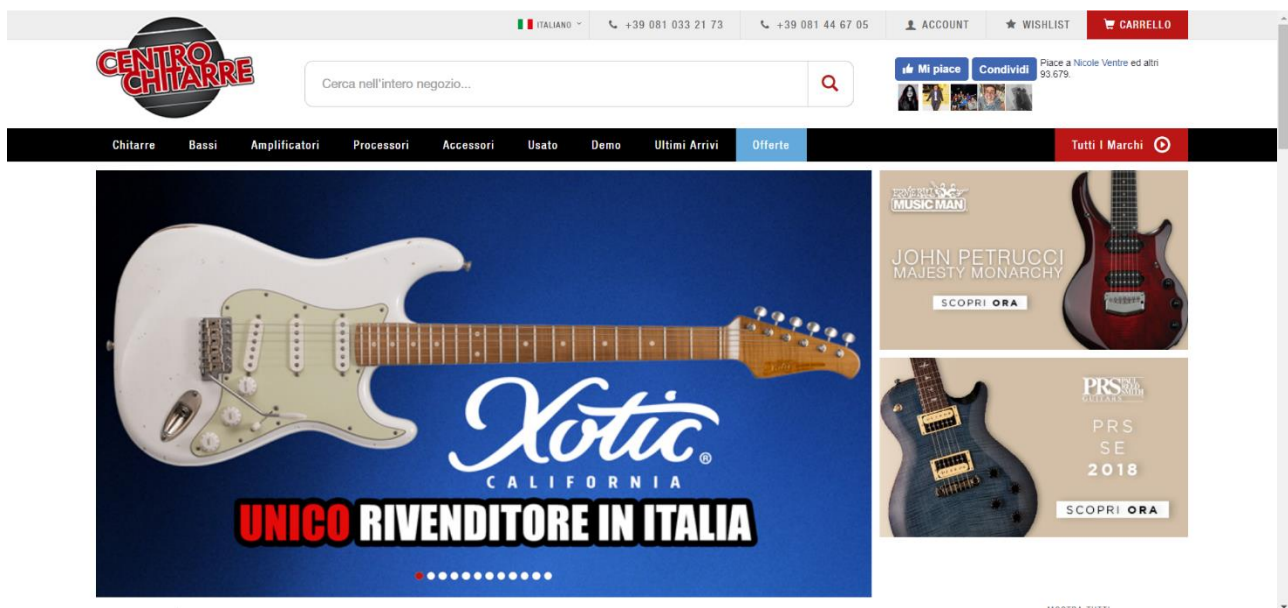 ITALIANO
+39 081 033 21 73
+39 081 44 67 05
ACCOUNT
WISHLIST
CARRELLO
CENTRO
CHITARRE
Cerca nell'intero negozio...
Mi piace
Condividi
Piace a Nicole Ventre ed altri
93.679.
Chitarre
Bassi
Amplificatori
Processori
Accessori
Usato
Demo
Ultimi Arrivi
Offerte
Tutti I Marchi
Xotic®
CALIFORNIA
UNICO RIVENDITORE IN ITALIA
MUSIC MAN
JOHN PETRUCCI
MAJESTY MONARCHY
SCOPRI ORA
PRS
GUITARS
PRS
SE
2018
SCOPRI ORA